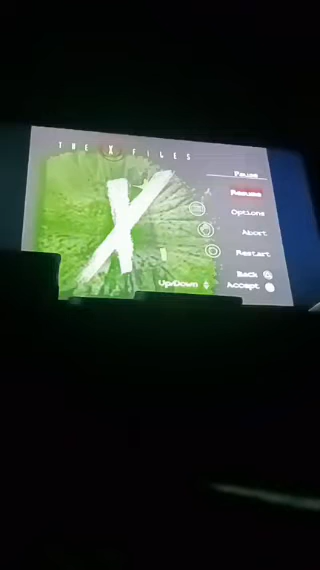 THE X FILES
X
Pause
Resume
Options
Abort
Restart
Back
Up/Down
Accept